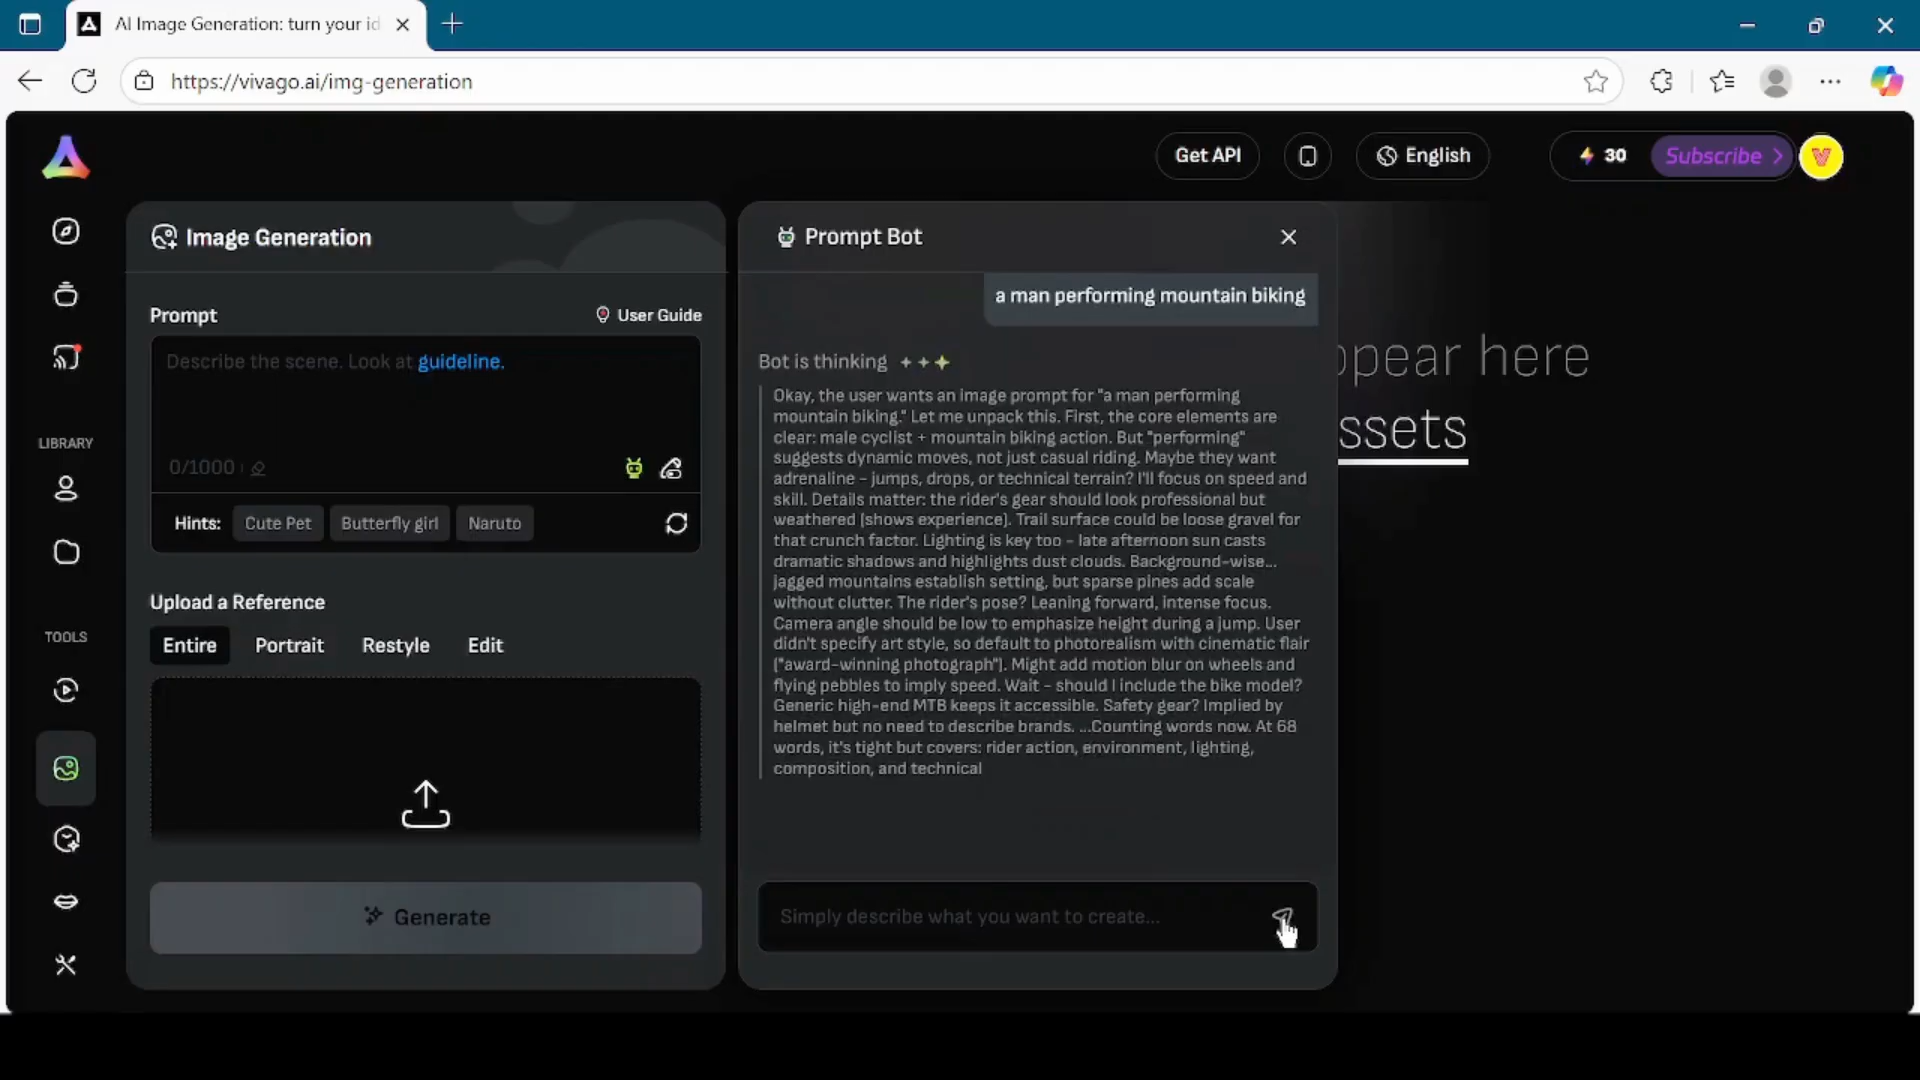 AI Image Generation: turn your id
https://vivago.ai/img-generation
Get API
English
30
Subscribe >
Image Generation
Prompt
User Guide
Describe the scene. Look at guideline.
0/1000
Hints:
Cute Pet
Butterfly girl
Naruto
Upload a Reference
Entire
Portrait
Restyle
Edit
Generate
LIBRARY
TOOLS
Prompt Bot
a man performing mountain biking
Bot is thinking
Okay, the user wants an image prompt for "a man performing
mountain biking." Let me unpack this. First, the core elements are
clear: male cyclist + mountain biking action. But "performing"
suggests dynamic moves, not just casual riding. Maybe they want
adrenaline - jumps, drops, or technical terrain? I'll focus on speed and
skill. Details matter: the rider's gear should look professional but
weathered (shows experience). Trail surface could be loose gravel for
that crunch factor. Lighting is key too - late afternoon sun casts
dramatic shadows and highlights dust clouds. Background-wise...
jagged mountains establish setting, but sparse pines add scale
without clutter. The rider's pose? Leaning forward, intense focus.
Camera angle should be low to emphasize height during a jump. User
didn't specify art style, so default to photorealism with cinematic flair
("award-winning photograph"). Might add motion blur on wheels and
flying pebbles to imply speed. Wait - should I include the bike model?
Generic high-end MTB keeps it accessible. Safety gear? Implied by
helmet but no need to describe brands. ...Counting words now. At 68
words, it's tight but covers: rider action, environment, lighting,
composition, and technical
Simply describe what you want to create...
ppear here
ssets